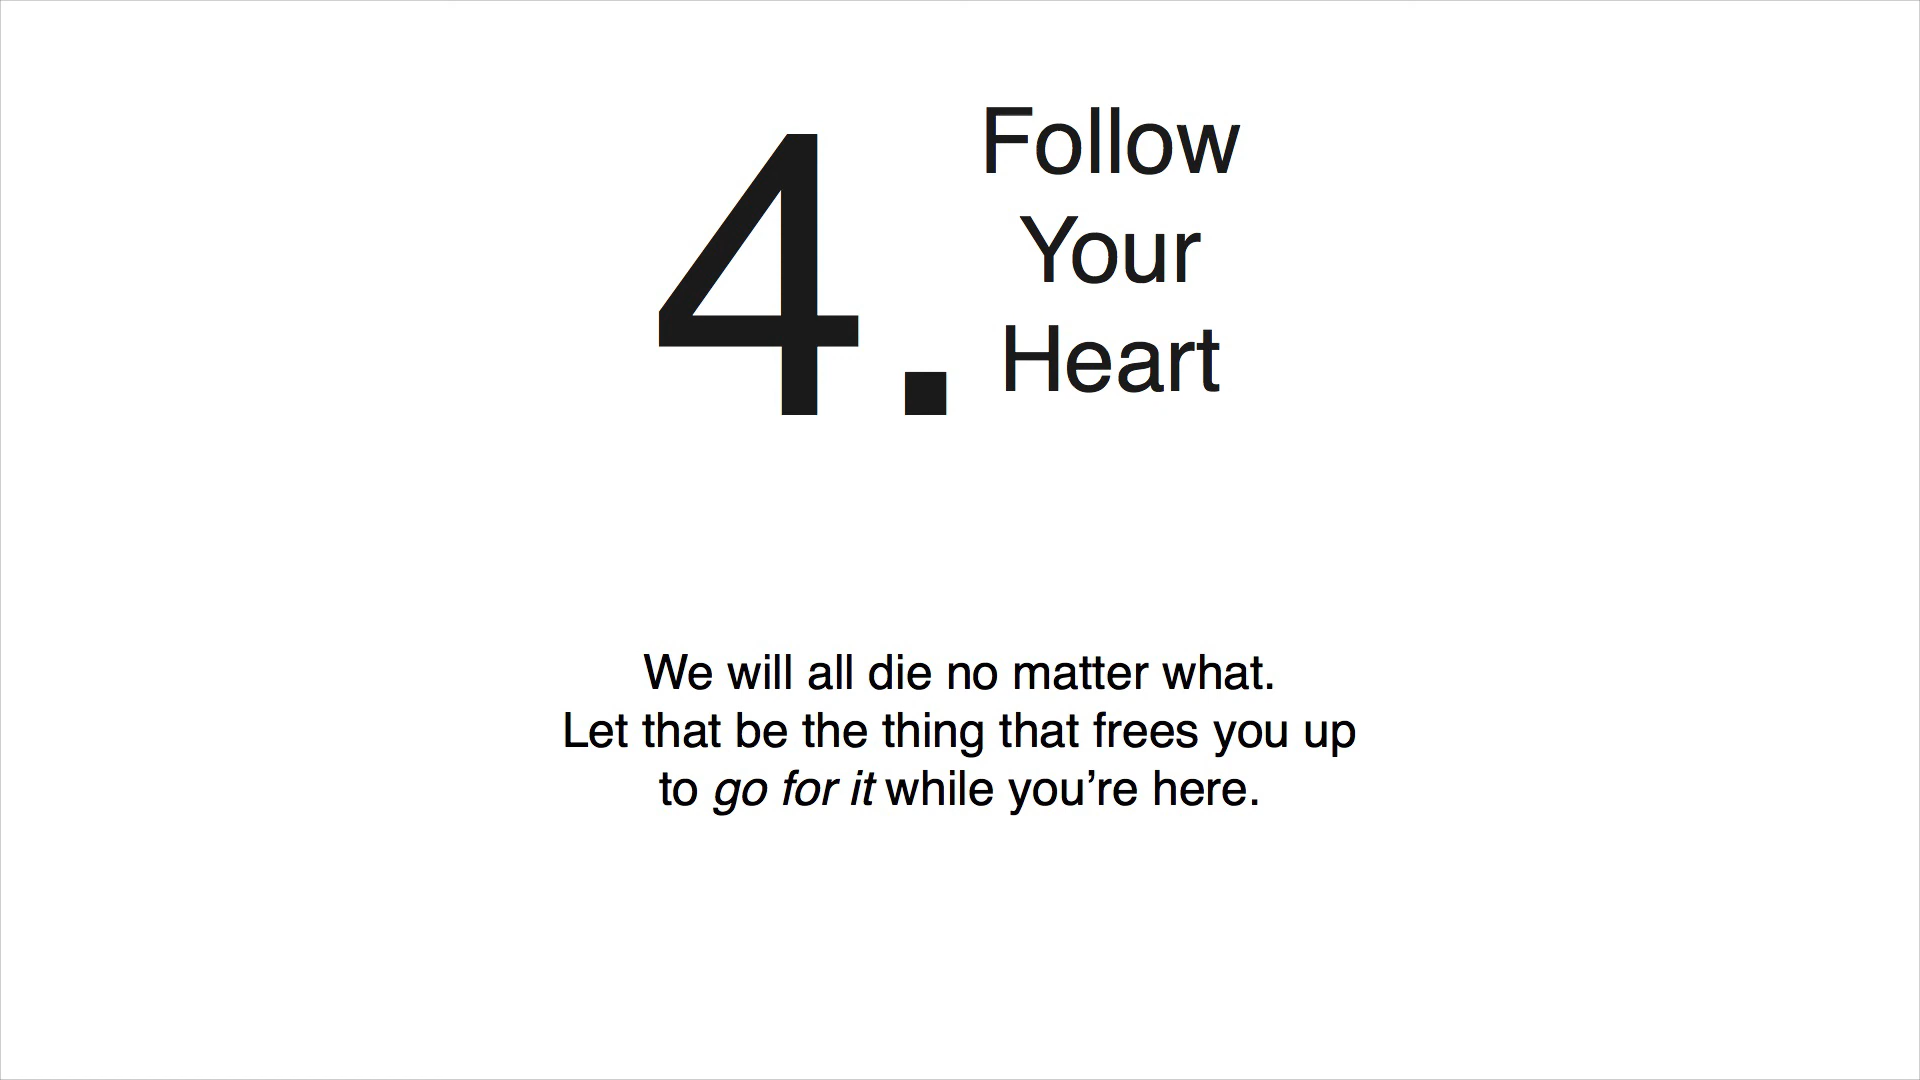 4.
Follow
Your
Heart
We will all die no matter what.
Let that be the thing that frees you up
to go for it while you’re here.